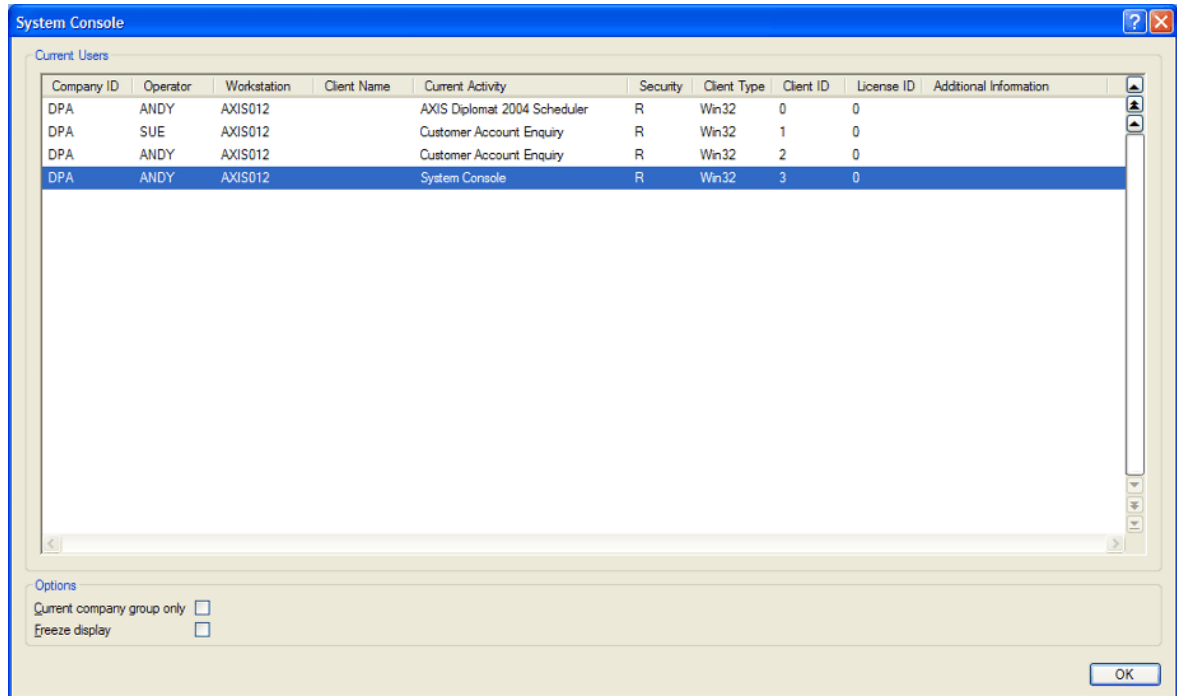 System Console
Current Users
Company ID Operator Workstation Client Name Current Activity Security Client Type Client ID License ID Additional Information
DPA ANDY AXIS012 AXIS Diplomat 2004 Scheduler R Win32 0 0
DPA SUE AXIS012 Customer Account Enquiry R Win32 1 0
DPA ANDY AXIS012 Customer Account Enquiry R Win32 2 0
DPA ANDY AXIS012 System Console R Win32 3 0
Options
Current company group only
Freeze display
OK